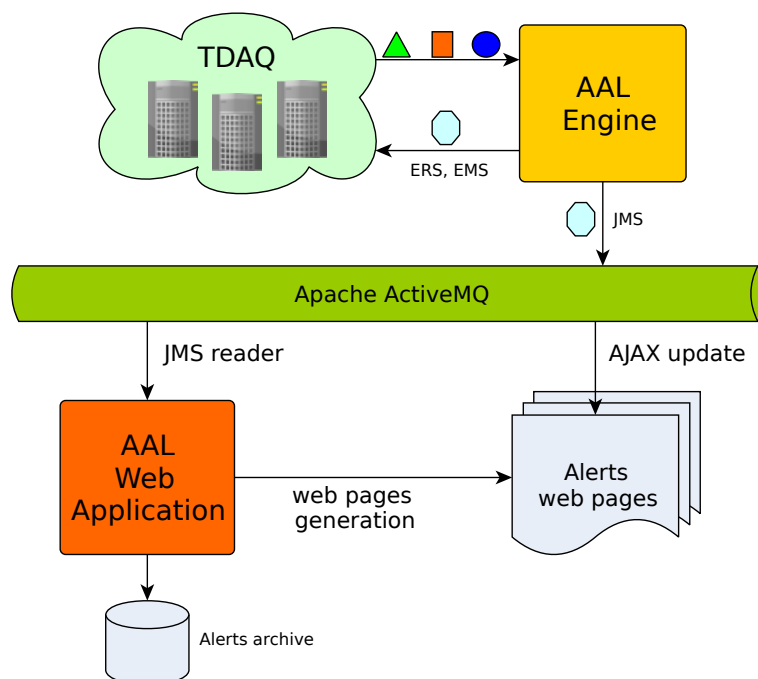 TDAQ
AAL
Engine
ERS, EMS
JMS
Apache ActiveMQ
JMS reader
AJAX update
AAL
Web
Application
web pages
generation
Alerts
web pages
Alerts archive